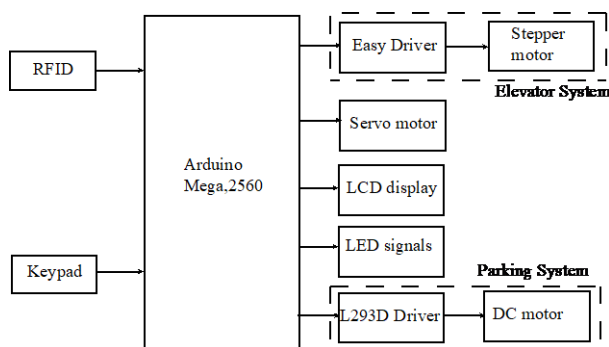 RFID
Keypad
Arduino
Mega,2560
Easy Driver
Stepper
motor
Elevator System
Servo motor
LCD display
LED signals
Parking System
L293D Driver
DC motor